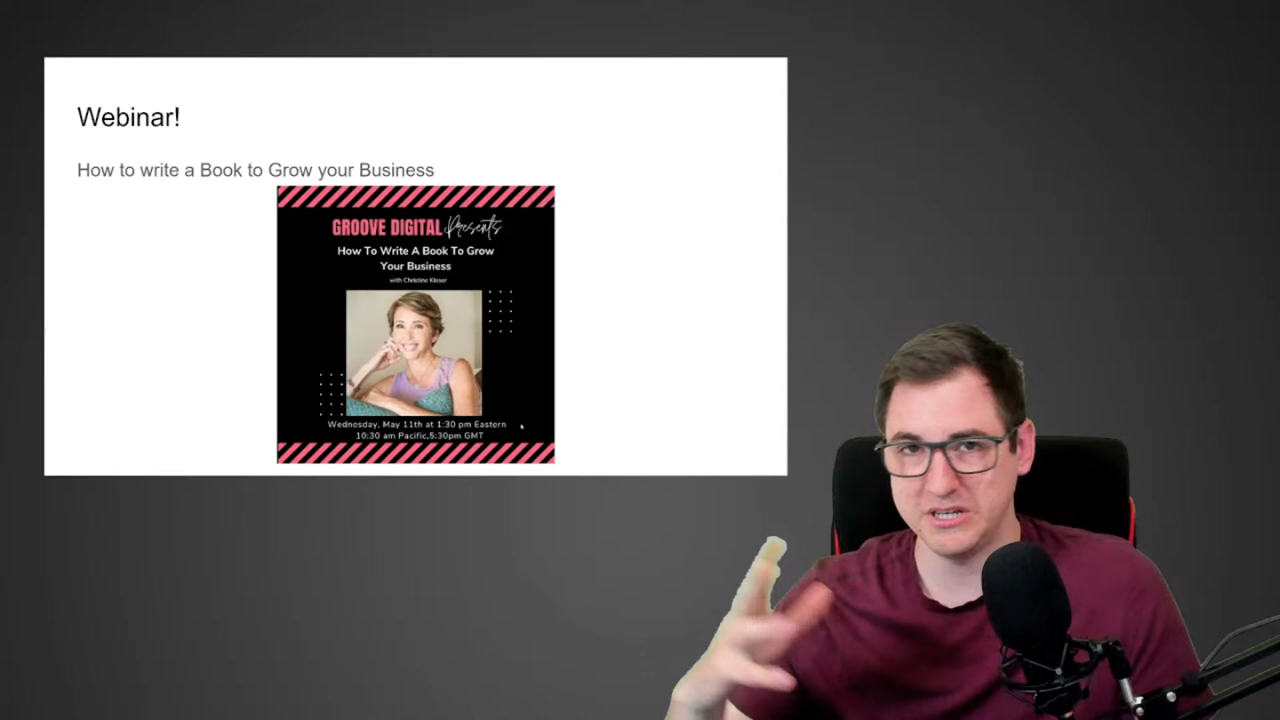 Webinar!
How to write a Book to Grow your Business
GROOVE DIGITAL Presents
How To Write A Book To Grow
Your Business
with Christine Kloser
Wednesday, May 11th at 1:30 pm Eastern
10:30 am Pacific,5:30pm GMT